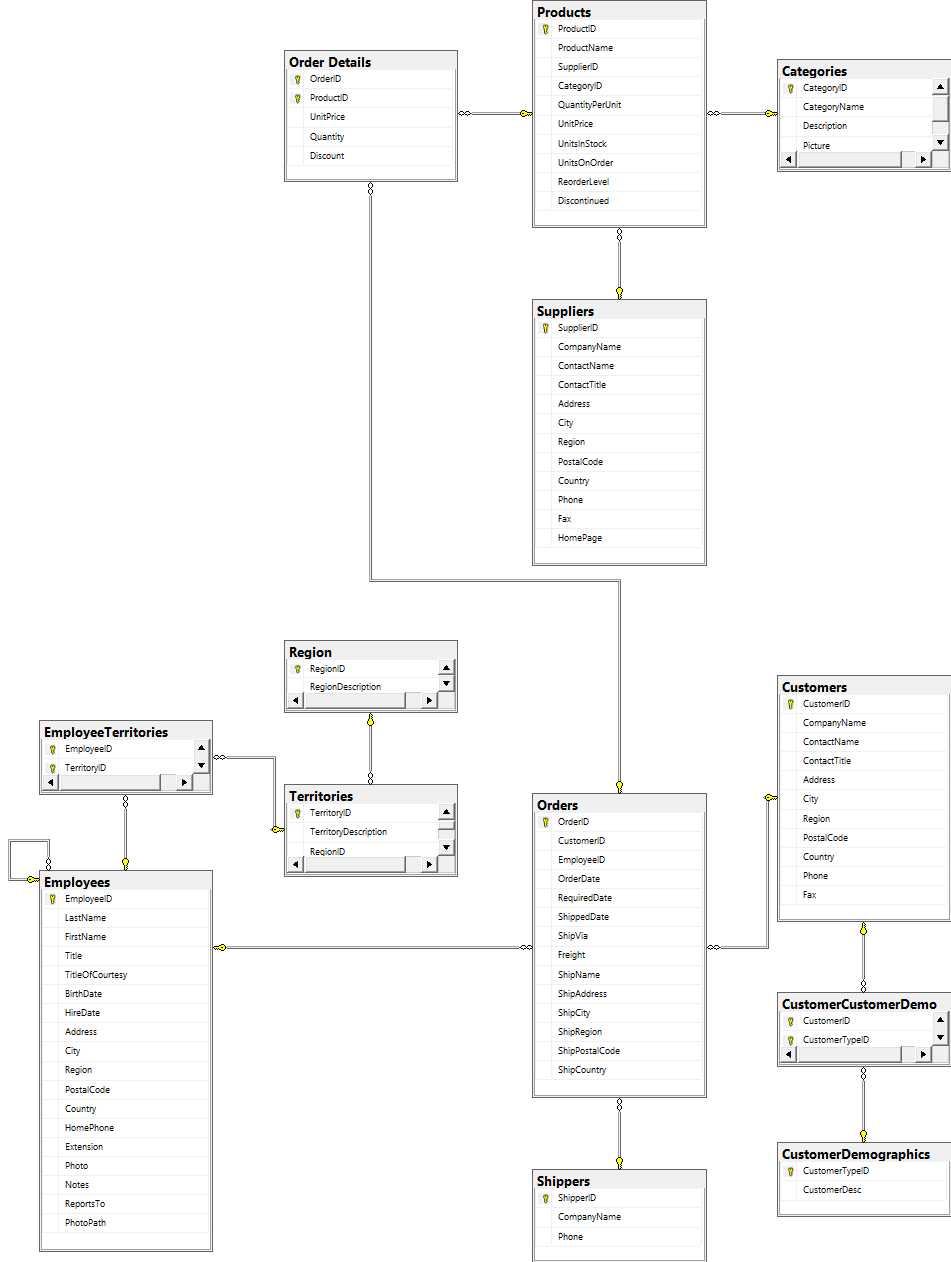 Products
ProductID
ProductName
SupplierID
CategoryID
QuantityPerUnit
UnitPrice
UnitsInStock
UnitsOnOrder
ReorderLevel
Discontinued
Order Details
OrderID
ProductID
UnitPrice
Quantity
Discount
Categories
CategoryID
CategoryName
Description
Picture
Suppliers
SupplierID
CompanyName
ContactName
ContactTitle
Address
City
Region
PostalCode
Country
Phone
Fax
HomePage
Region
RegionID
RegionDescription
Customers
CustomerID
CompanyName
ContactName
ContactTitle
Address
City
Region
PostalCode
Country
Phone
Fax
EmployeeTerritories
EmployeeID
TerritoryID
Territories
TerritoryID
TerritoryDescription
RegionID
Orders
OrderID
CustomerID
EmployeeID
OrderDate
RequiredDate
ShippedDate
ShipVia
Freight
ShipName
ShipAddress
ShipCity
ShipRegion
ShipPostalCode
ShipCountry
Employees
EmployeeID
LastName
FirstName
Title
TitleOfCourtesy
BirthDate
HireDate
Address
City
Region
PostalCode
Country
HomePhone
Extension
Photo
Notes
ReportsTo
PhotoPath
CustomerCustomerDemo
CustomerID
CustomerTypeID
CustomerDemographics
CustomerTypeID
CustomerDesc
Shippers
ShipperID
CompanyName
Phone